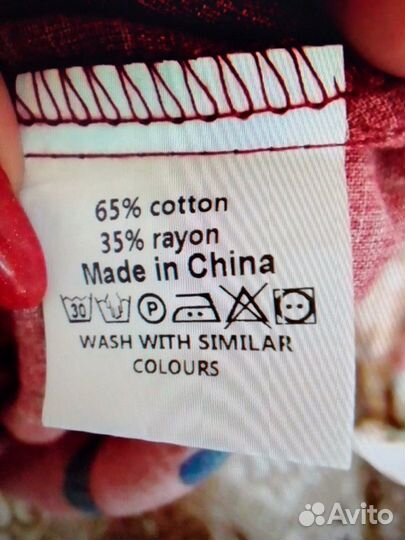 65% cotton
35% rayon
Made in China
30 P
WASH WITH SIMILAR
COLOURS
Avito